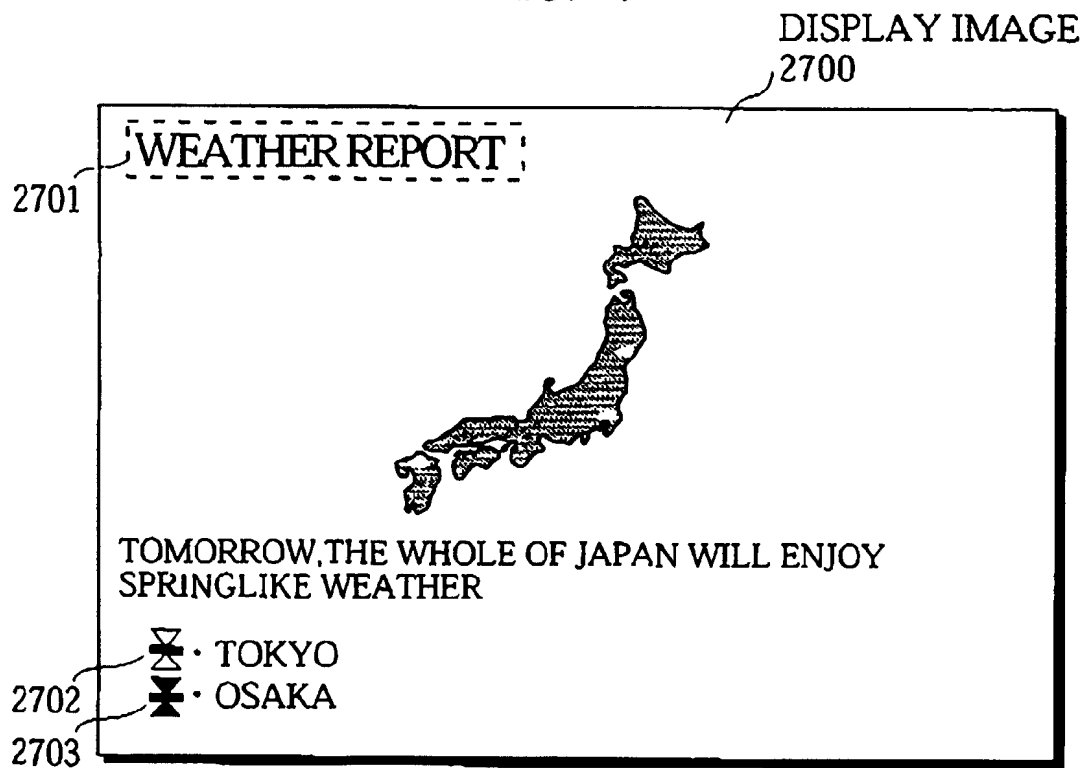 DISPLAY IMAGE
2700
WEATHER REPORT
2701
TOMORROW,THE WHOLE OF JAPAN WILL ENJOY
SPRINGLIKE WEATHER
· TOKYO
2702
· OSAKA
2703